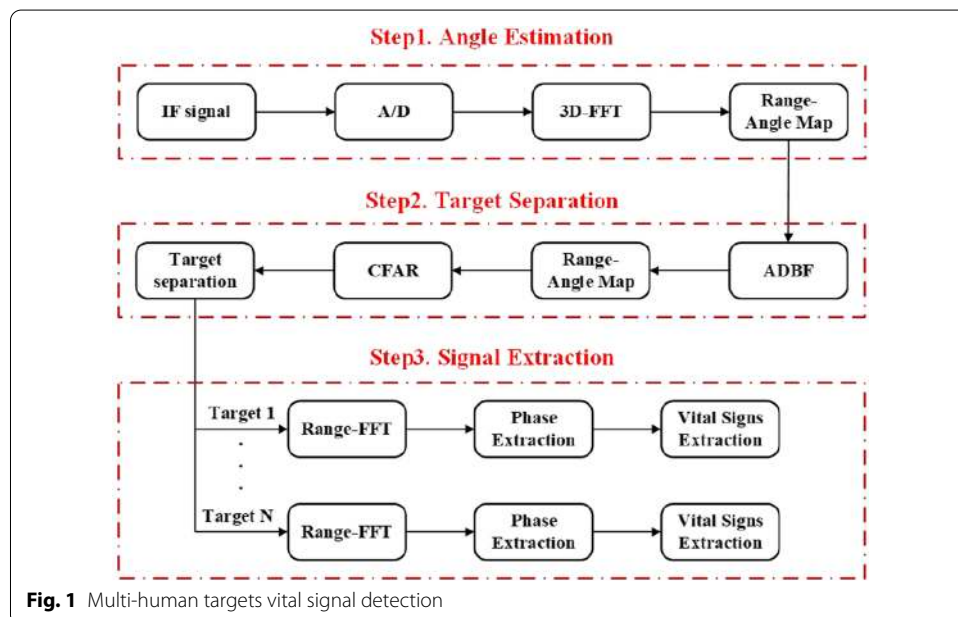 Step1. Angle Estimation
IF signal
A/D
3D-FFT
Range-
Angle Map
Step2. Target Separation
Target
separation
CFAR
Range-
Angle Map
ADBF
Step3. Signal Extraction
Target 1
Range-FFT
Phase
Extraction
Vital Signs
Extraction
Target N
Range-FFT
Phase
Extraction
Vital Signs
Extraction
Fig. 1 Multi-human targets vital signal detection